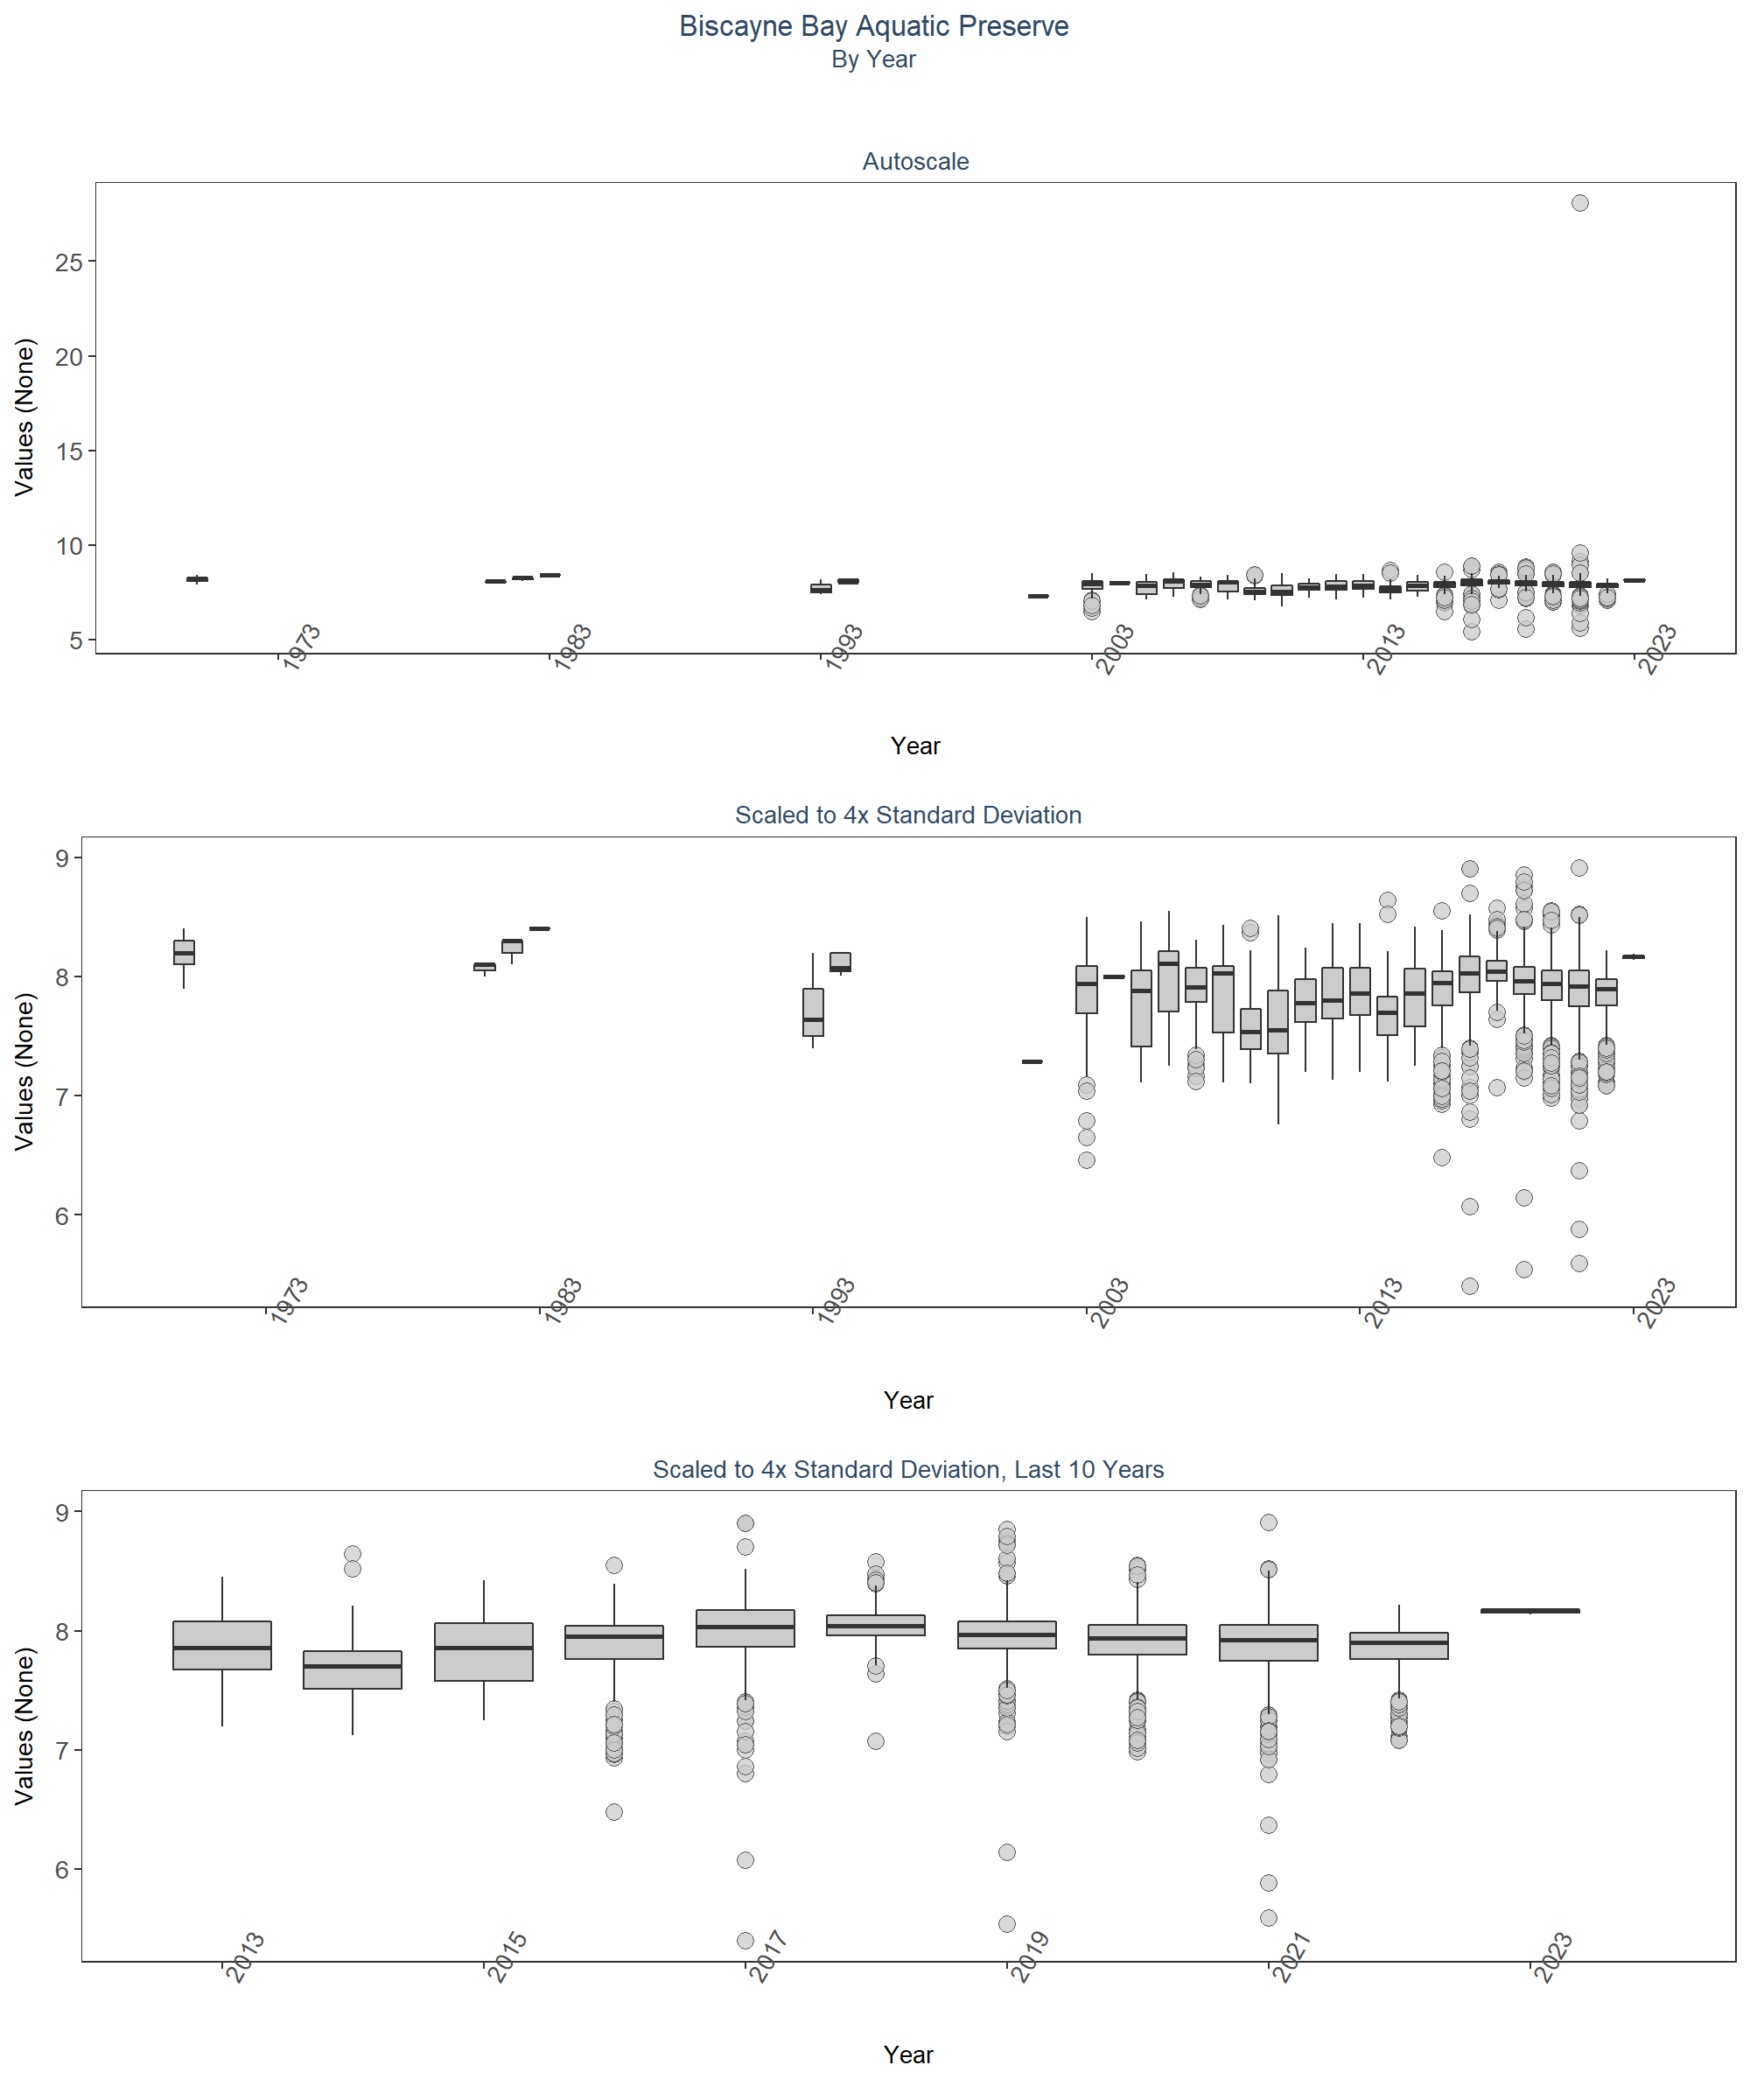 Biscayne Bay Aquatic Preserve
By Year
Autoscale
Values (None)
25
20
15
10
5
1973
1983
1993
2003
2013
2023
Year
Scaled to 4x Standard Deviation
Values (None)
9
8
7
6
1973
1983
1993
2003
2013
2023
Year
Scaled to 4x Standard Deviation, Last 10 Years
Values (None)
9
8
7
6
2013
2015
2017
2019
2021
2023
Year